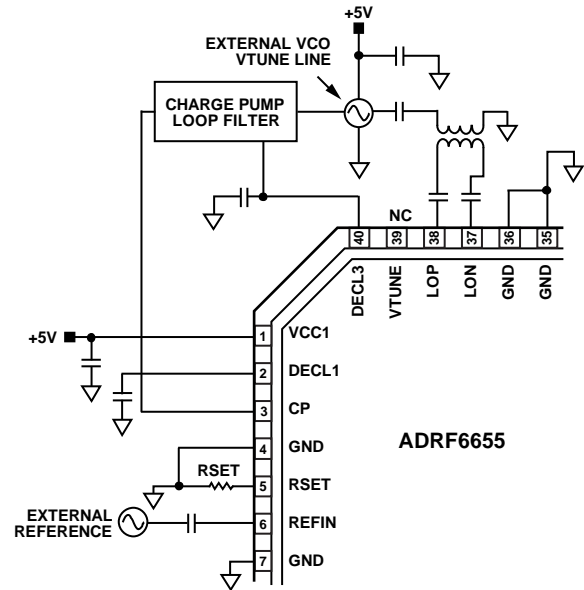 +5V
EXTERNAL VCO
VTUNE LINE
CHARGE PUMP
LOOP FILTER
NC
40
39
38
37
36
35
DECL3
VTUNE
LOP
LON
GND
GND
+5V
1
VCC1
2
DECL1
3
CP
ADRF6655
4
GND
RSET
5
RSET
EXTERNAL
REFERENCE
6
REFIN
7
GND